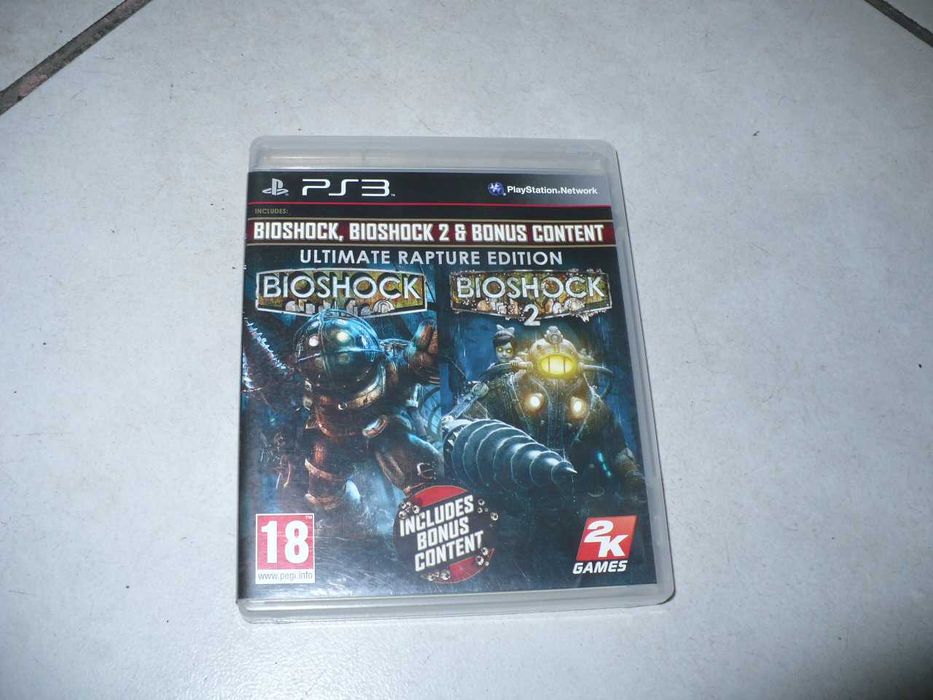 PS3
PlayStation.Network
INCLUDES:
BIOSHOCK, BIOSHOCK 2 & BONUS CONTENT
ULTIMATE RAPTURE EDITION
BIOSHOCK
BIOSHOCK
2
INCLUDES
BONUS
CONTENT
18
www.pegi.info
2K
GAMES